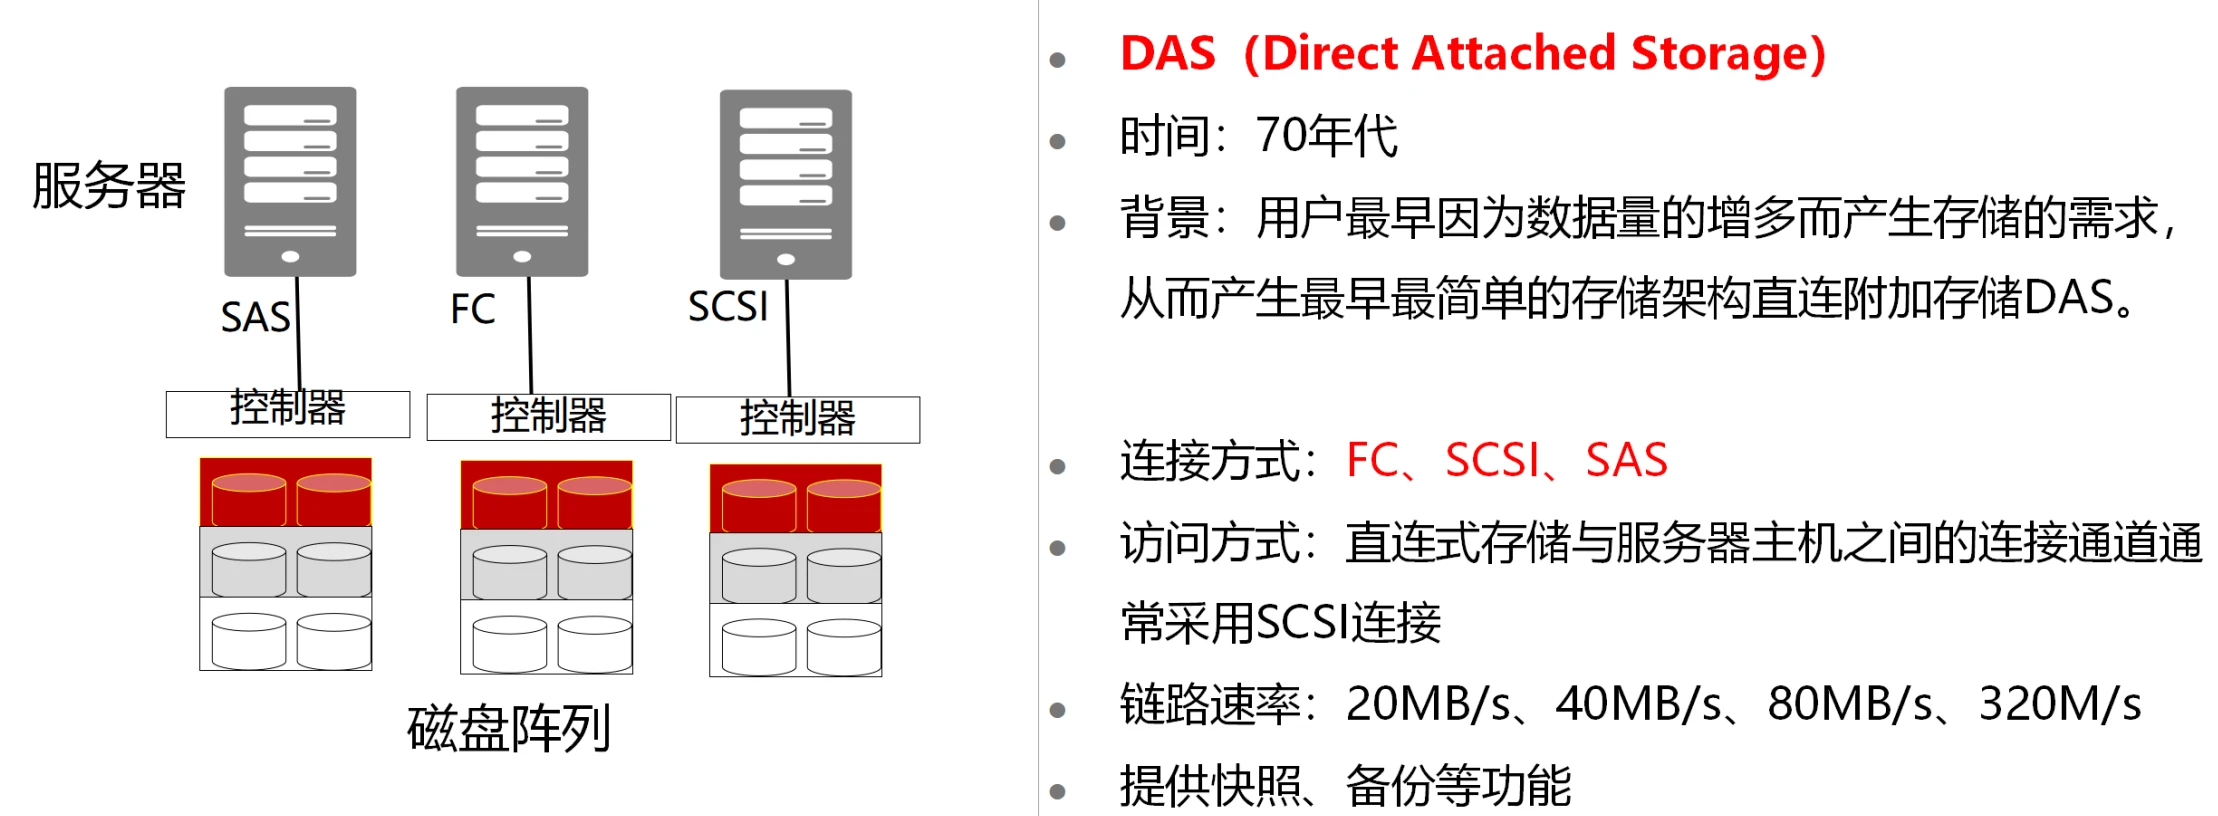 服务器
SAS
FC
SCSI
控制器
控制器
控制器
磁盘阵列
DAS（Direct Attached Storage）
时间：70年代
背景：用户最早因为数据量的增多而产生存储的需求，
从而产生最早最简单的存储架构直连附加存储DAS。
连接方式：FC、SCSI、SAS
访问方式：直连式存储与服务器主机之间的连接通道通
常采用SCSI连接
链路速率：20MB/s、40MB/s、80MB/s、320M/s
提供快照、备份等功能